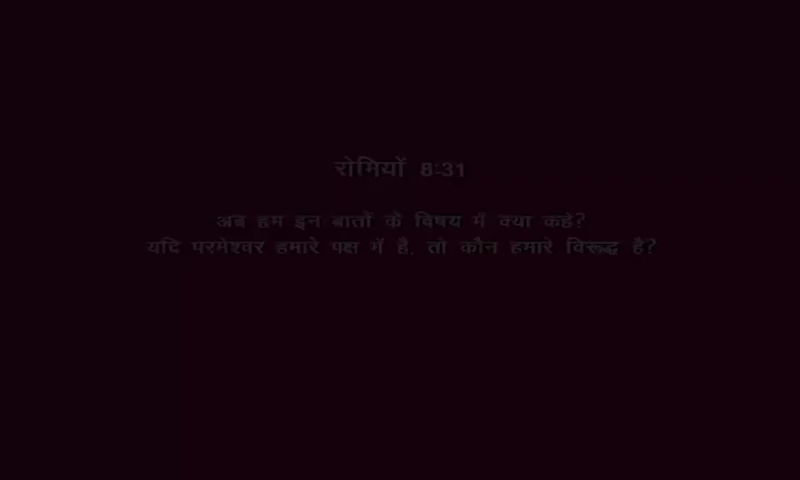 रोमियों 8:31
अब हम इन बातों के विषय में क्या कहे?
यदि परमेश्वर हमारे पक्ष में है, तो कौन हमारे विरूद्ध है?